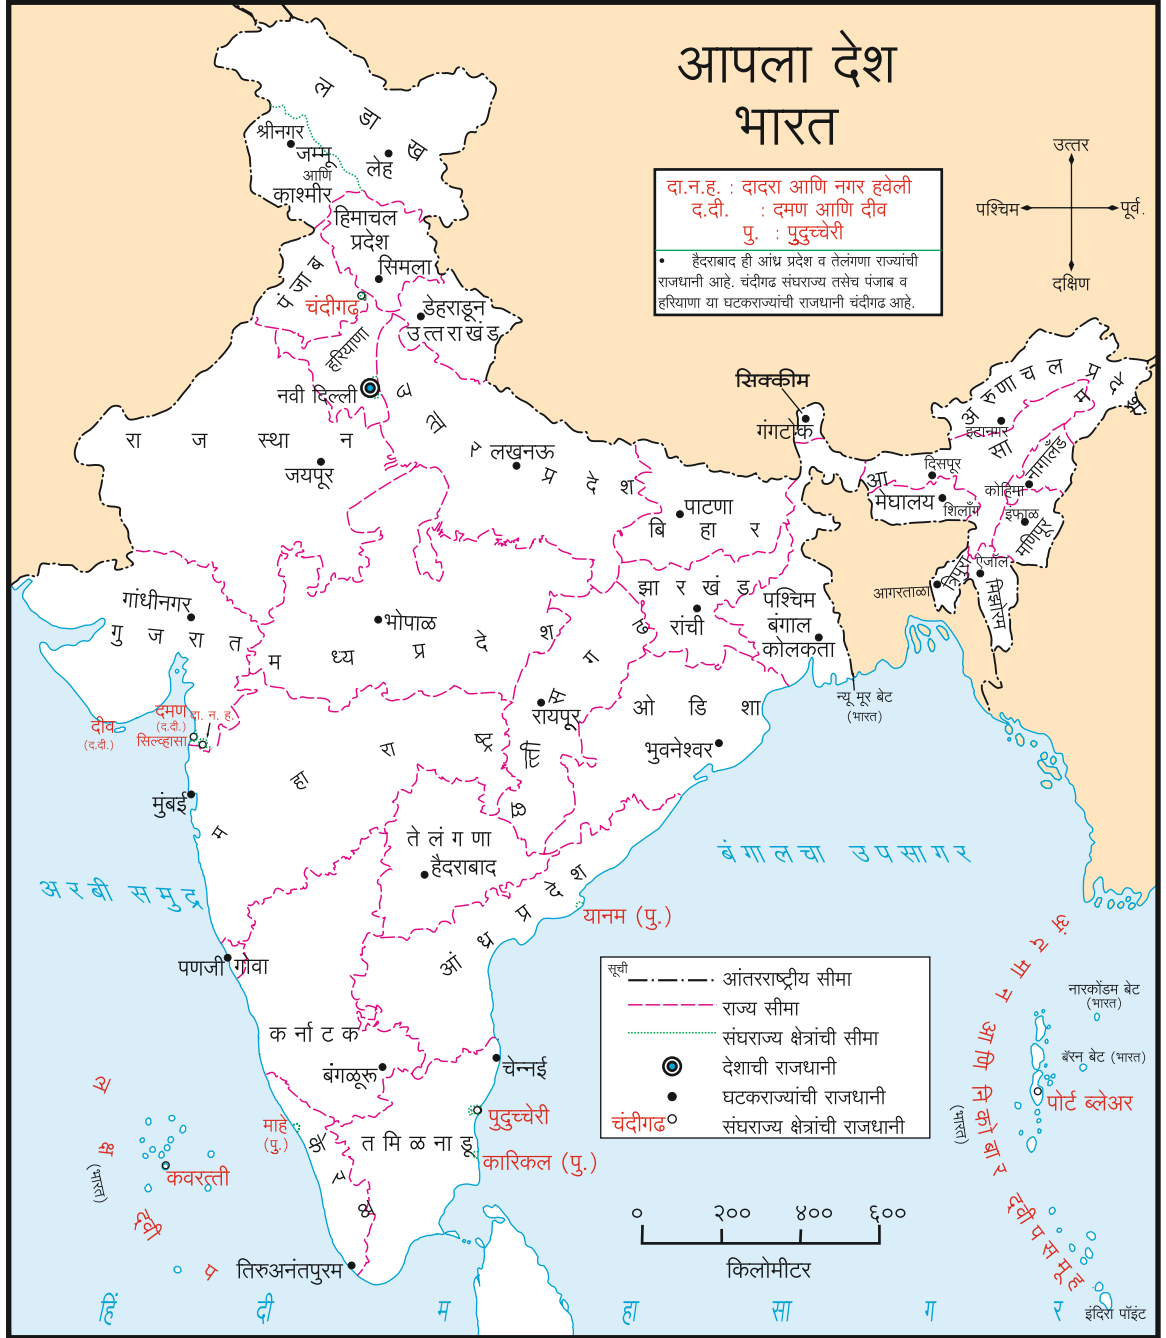 आपला देश
भारत
उत्तर
पश्चिम
पूर्व.
दक्षिण
दा.न.ह. : दादरा आणि नगर हवेली
द.दी. : दमण आणि दीव
पु. : पुदुच्चेरी
• हैदराबाद ही आंध्र प्रदेश व तेलंगणा राज्यांची
राजधानी आहे. चंदीगढ संघराज्य तसेच पंजाब व
हरियाणा या घटकराज्यांची राजधानी चंदीगढ आहे.
लडाख
श्रीनगर
जम्मू
आणि
काश्मीर
लेह
हिमाचल
प्रदेश
सिमला
पंजाब
चंदीगढ
डेहराडून
उत्तराखंड
हरियाणा
नवी दिल्ली
उत्तर प्रदेश
लखनऊ
राजस्थान
जयपूर
सिक्कीम
गंगटोक
अरुणाचल प्रदेश
इटानगर
आसाम
दिसपूर
नागालँड
कोहिमा
मेघालय
शिलाँग
इंफाळ
मणिपूर
त्रिपुरा
ऐजॉल
आगरताळा
मिझोरम
पाटणा
बिहार
झारखंड
रांची
पश्चिम
बंगाल
कोलकता
न्यू मूर बेट
(भारत)
गांधीनगर
गुजरात
भोपाळ
मध्य प्रदेश
छत्तीसगढ
रायपूर
ओडिशा
भुवनेश्वर
दमण
(द.दी.)
दा. न. ह.
दीव
(द.दी.)
सिल्व्हासा
मुंबई
महाराष्ट्र
तेलंगणा
हैदराबाद
आंध्र प्रदेश
यानम (पु.)
बंगालचा उपसागर
अरबी समुद्र
पणजी
गोवा
कर्नाटक
बंगळूरू
चेन्नई
पुदुच्चेरी
माहे
(पु.)
तमिळनाडू
कारिकल (पु.)
केरळ
तिरुअनंतपुरम
लक्षद्वीप
(भारत)
कवरत्ती
सूची
आंतरराष्ट्रीय सीमा
राज्य सीमा
संघराज्य क्षेत्रांची सीमा
देशाची राजधानी
घटकराज्यांची राजधानी
चंदीगढ
संघराज्य क्षेत्रांची राजधानी
अंदमान आणि निकोबार द्वीपसमूह
(भारत)
नारकोंडम बेट
(भारत)
बॅरन बेट (भारत)
पोर्ट ब्लेअर
० २०० ४०० ६००
किलोमीटर
हिंदी महासागर
इंदिरा पॉइंट